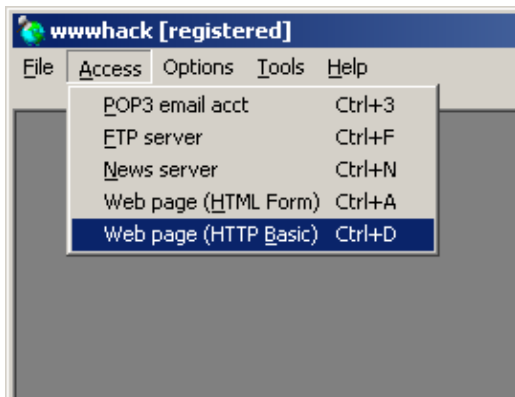 wwwhack [registered]
File Access Options Tools Help
POP3 email acct Ctrl+3
FTP server Ctrl+F
News server Ctrl+N
Web page (HTML Form) Ctrl+A
Web page (HTTP Basic) Ctrl+D